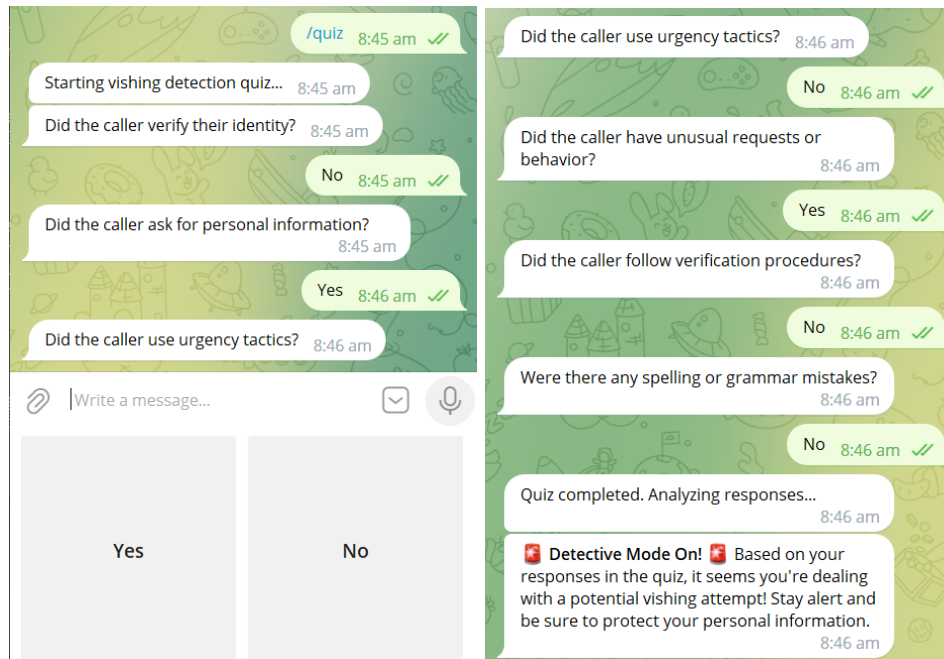 /quiz 8:45 am
Starting vishing detection quiz... 8:45 am
Did the caller verify their identity? 8:45 am
No 8:45 am
Did the caller ask for personal information?
8:45 am
Yes 8:46 am
Did the caller use urgency tactics? 8:46 am
Write a message...
Yes
No
Did the caller use urgency tactics? 8:46 am
No 8:46 am
Did the caller have unusual requests or
behavior?
8:46 am
Yes 8:46 am
Did the caller follow verification procedures?
8:46 am
No 8:46 am
Were there any spelling or grammar mistakes?
8:46 am
No 8:46 am
Quiz completed. Analyzing responses...
8:46 am
🚨 Detective Mode On! 🚨 Based on your
responses in the quiz, it seems you're dealing
with a potential vishing attempt! Stay alert and
be sure to protect your personal information.
8:46 am